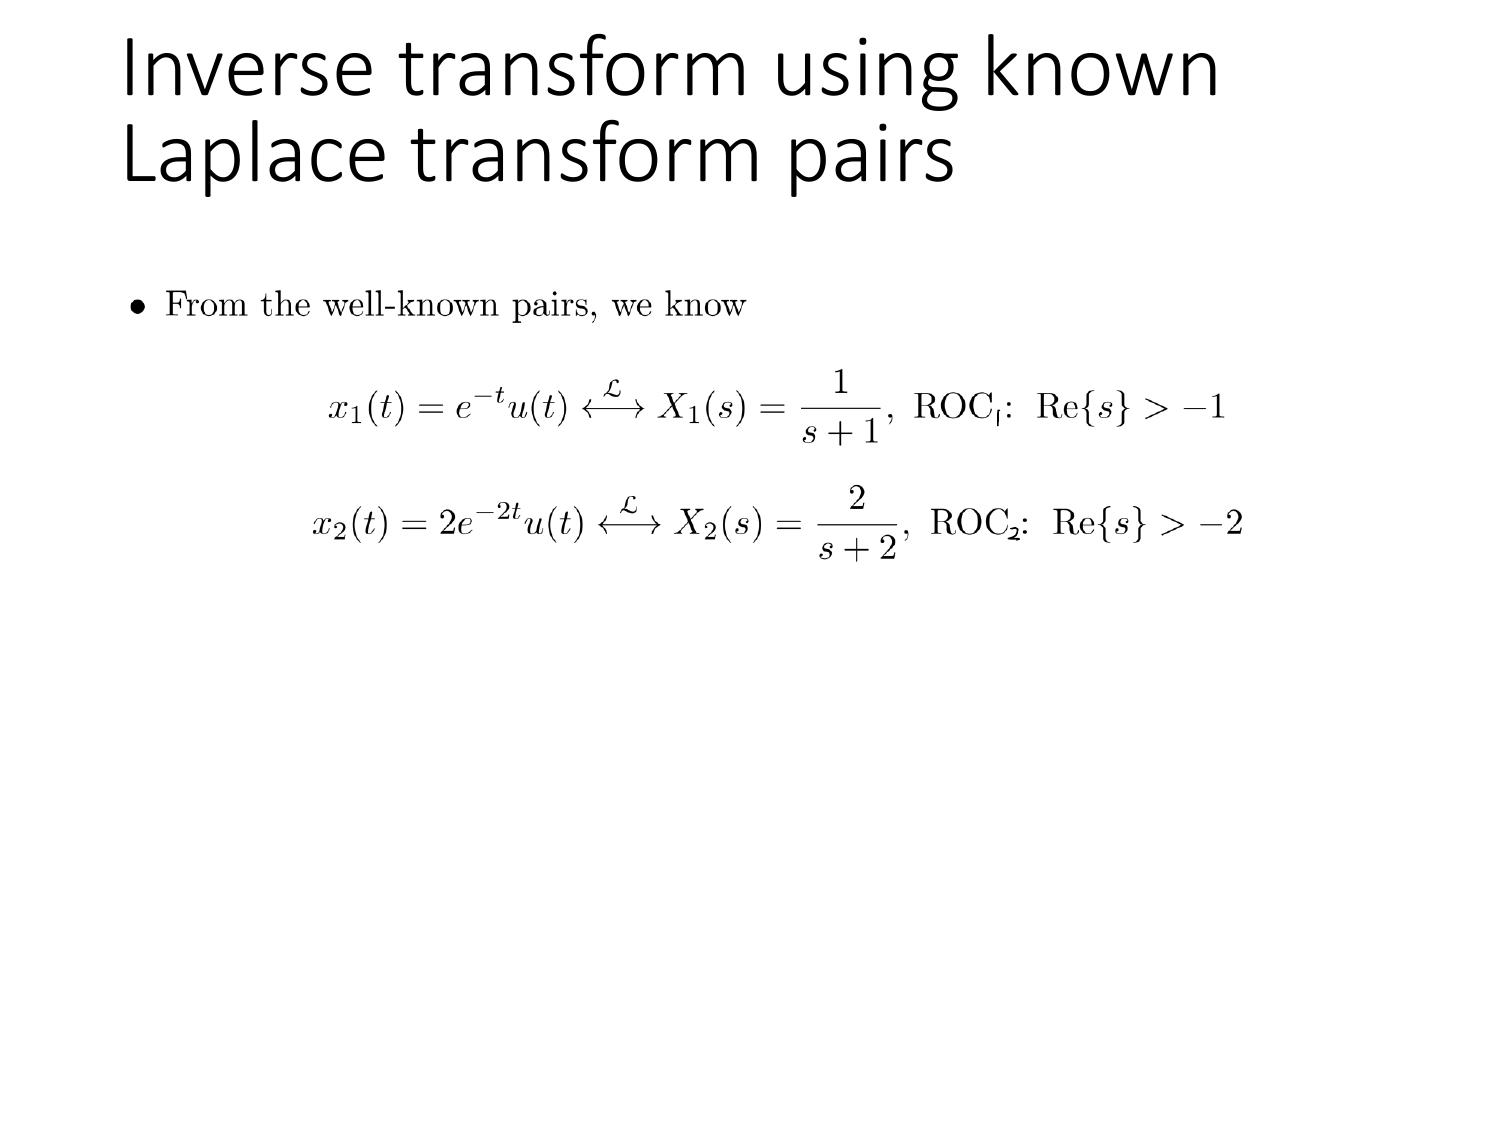 Inverse transform using known
Laplace transform pairs
• From the well-known pairs, we know
$x_1(t) = e^{-t}u(t) \overset{\mathcal{L}}{\longleftrightarrow} X_1(s) = \frac{1}{s+1}, \text{ ROC}_1\text{: Re}\{s\} > -1$
$x_2(t) = 2e^{-2t}u(t) \overset{\mathcal{L}}{\longleftrightarrow} X_2(s) = \frac{2}{s+2}, \text{ ROC}_2\text{: Re}\{s\} > -2$